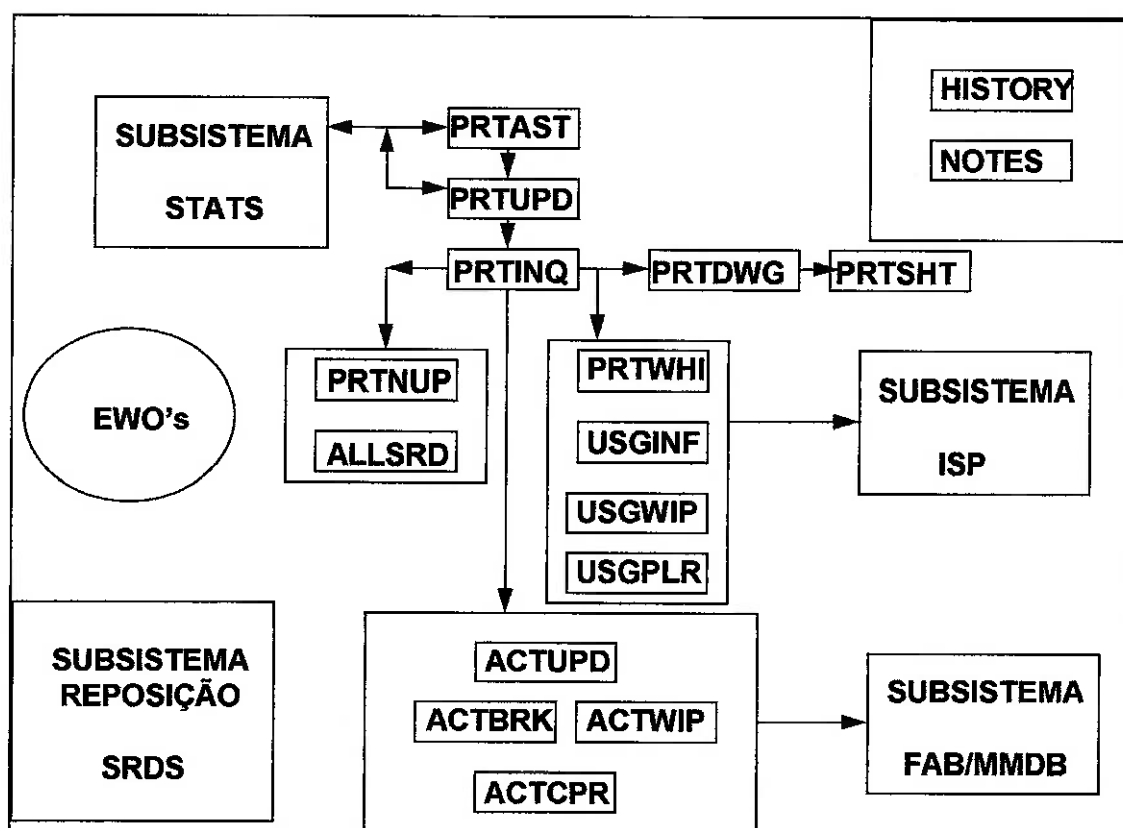 HISTORY
NOTES
SUBSISTEMA
STATS
PRTAST
PRTUPD
PRTINQ
PRTDWG
PRTSHT
EWO's
PRTNUP
ALLSRD
PRTWHI
USGINF
USGWIP
USGPLR
SUBSISTEMA
ISP
SUBSISTEMA
REPOSIÇÃO
SRDS
ACTUPD
ACTBRK
ACTWIP
ACTCPR
SUBSISTEMA
FAB/MMDB